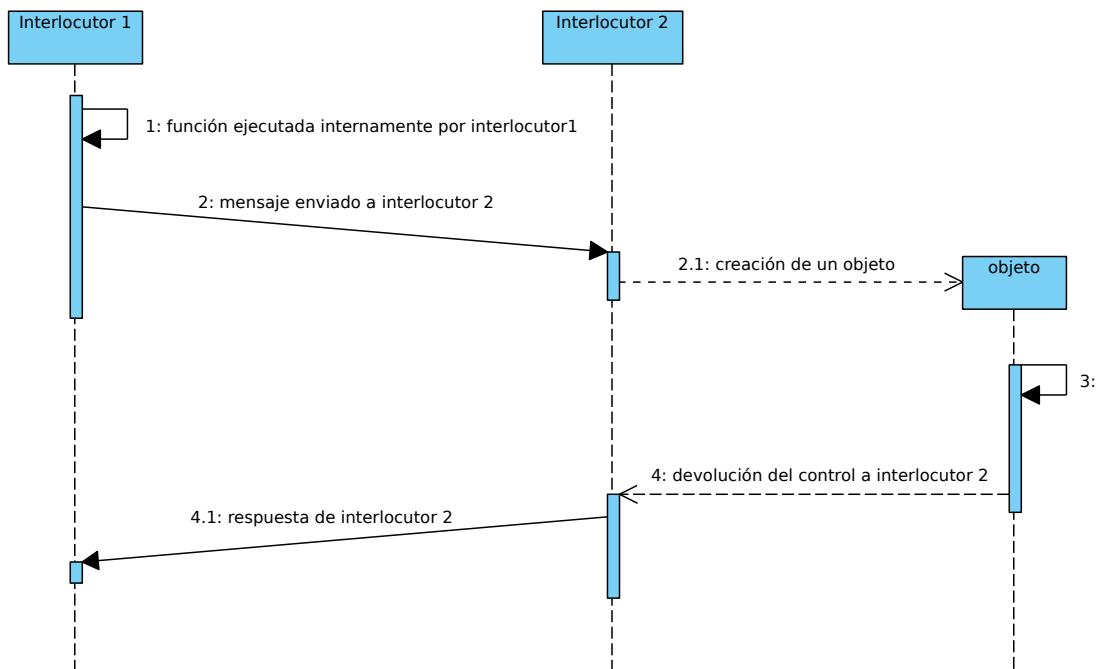 Interlocutor 1
Interlocutor 2
1: función ejecutada internamente por interlocutor1
2: mensaje enviado a interlocutor 2
2.1: creación de un objeto
objeto
3:
4: devolución del control a interlocutor 2
4.1: respuesta de interlocutor 2